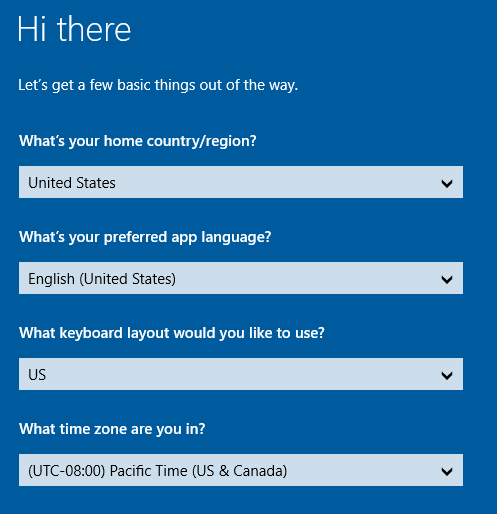 Hi there
Let's get a few basic things out of the way.
What's your home country/region?
United States
What's your preferred app language?
English (United States)
What keyboard layout would you like to use?
US
What time zone are you in?
(UTC-08:00) Pacific Time (US & Canada)